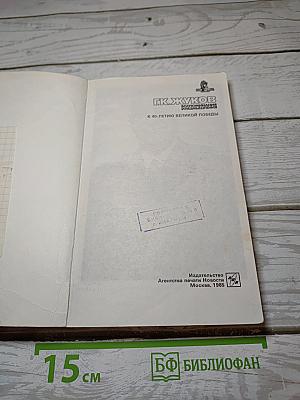 Г.К.ЖУКОВ
К 40-ЛЕТИЮ ВЕЛИКОЙ ПОБЕДЫ
Издательство
Агентства печати Новости
Москва, 1985
15 см
БФ БИБЛИОФАН